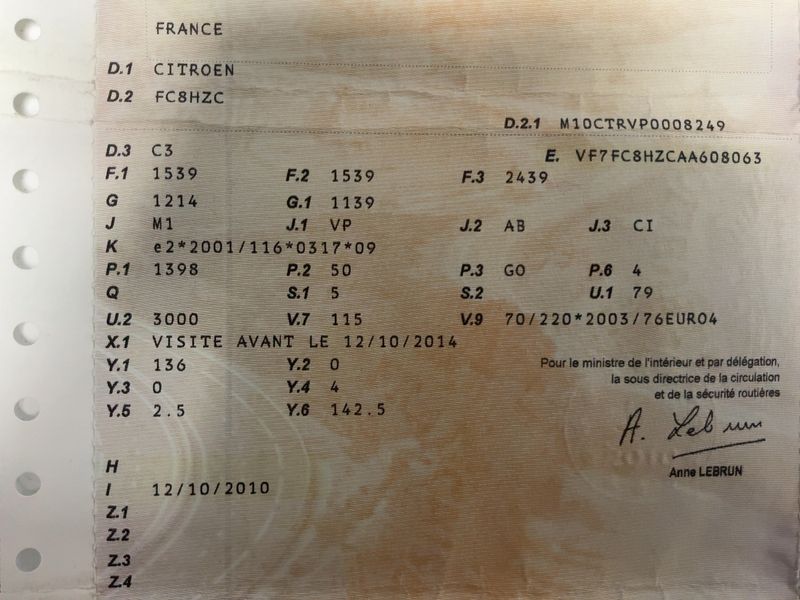 FRANCE
D.1 CITROEN
D.2 FC8HZC
D.2.1 M10CTRVP0008249
D.3 C3
E. VF7FC8HZCAA608063
F.1 1539 F.2 1539 F.3 2439
G 1214 G.1 1139
J M1 J.1 VP J.2 AB J.3 CI
K e2*2001/116*0317*09
P.1 1398 P.2 50 P.3 GO P.6 4
Q S.1 5 S.2 U.1 79
U.2 3000 V.7 115 V.9 70/220*2003/76EURO4
X.1 VISITE AVANT LE 12/10/2014
Y.1 136 Y.2 0
Y.3 0 Y.4 4
Y.5 2.5 Y.6 142.5
Pour le ministre de l'intérieur et par délégation,
la sous directrice de la circulation
et de la sécurité routières
A. Lebrun
Anne LEBRUN
H
I 12/10/2010
Z.1
Z.2
Z.3
Z.4